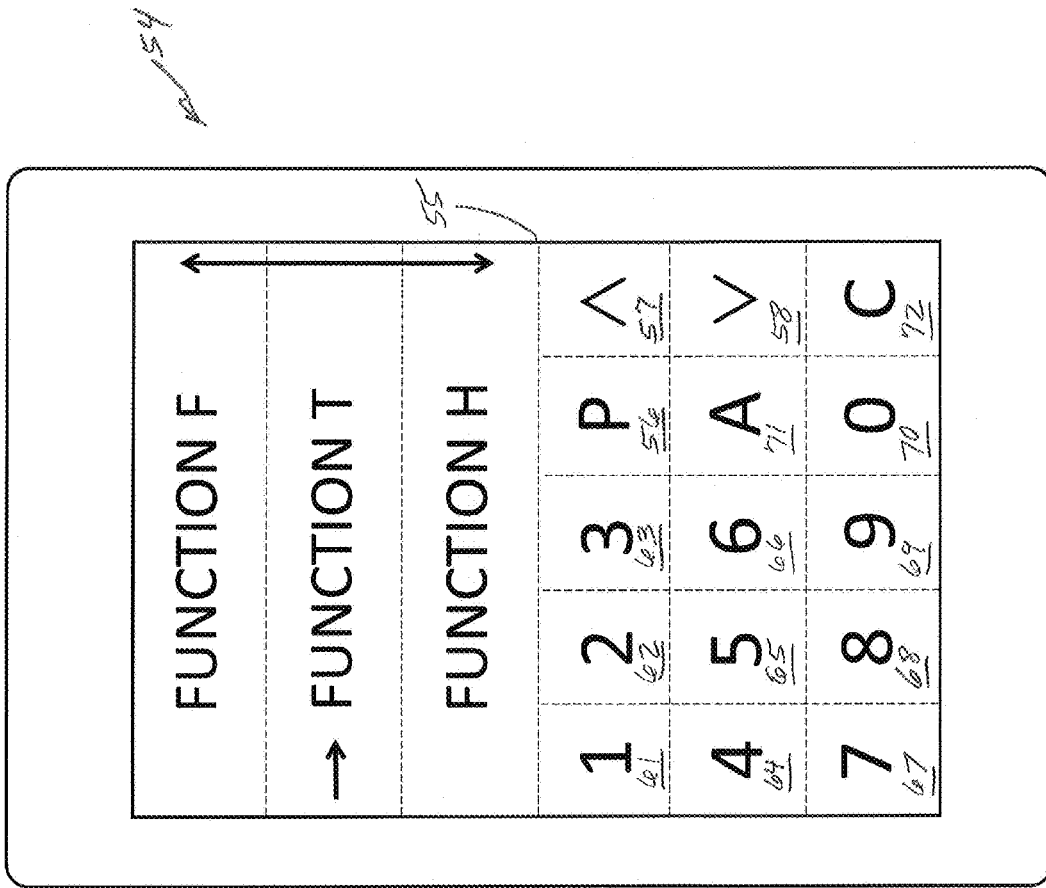 54
55
FUNCTION F
→ FUNCTION T
FUNCTION H
1 2 3 P ∧
61 62 63 56 57
4 5 6 A ∨
64 65 66 71 58
7 8 9 0 C
67 68 69 70 72